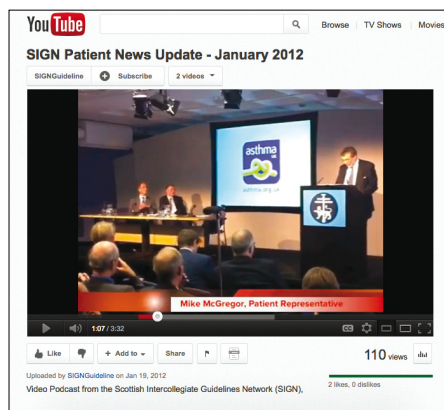 YouTube Browse TV Shows Movies
SIGN Patient News Update - January 2012
SIGNGuideline Subscribe 2 videos
asthma
UK
asthma.org.uk
Mike McGregor, Patient Representative
1:07 / 3:32 CC
Like Add to Share 110 views
Uploaded by SIGNGuideline on Jan 19, 2012 2 likes, 0 dislikes
Video Podcast from the Scottish Intercollegiate Guidelines Network (SIGN),